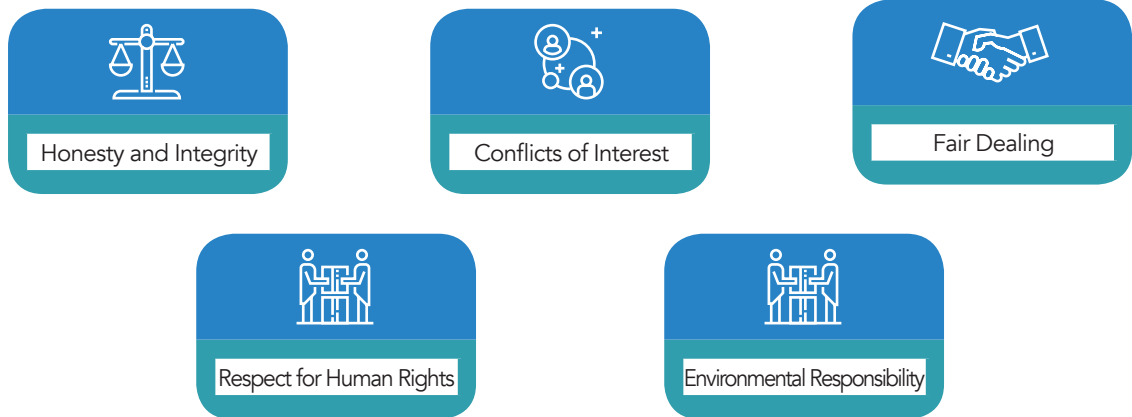 Honesty and Integrity
Conflicts of Interest
Fair Dealing
Respect for Human Rights
Environmental Responsibility